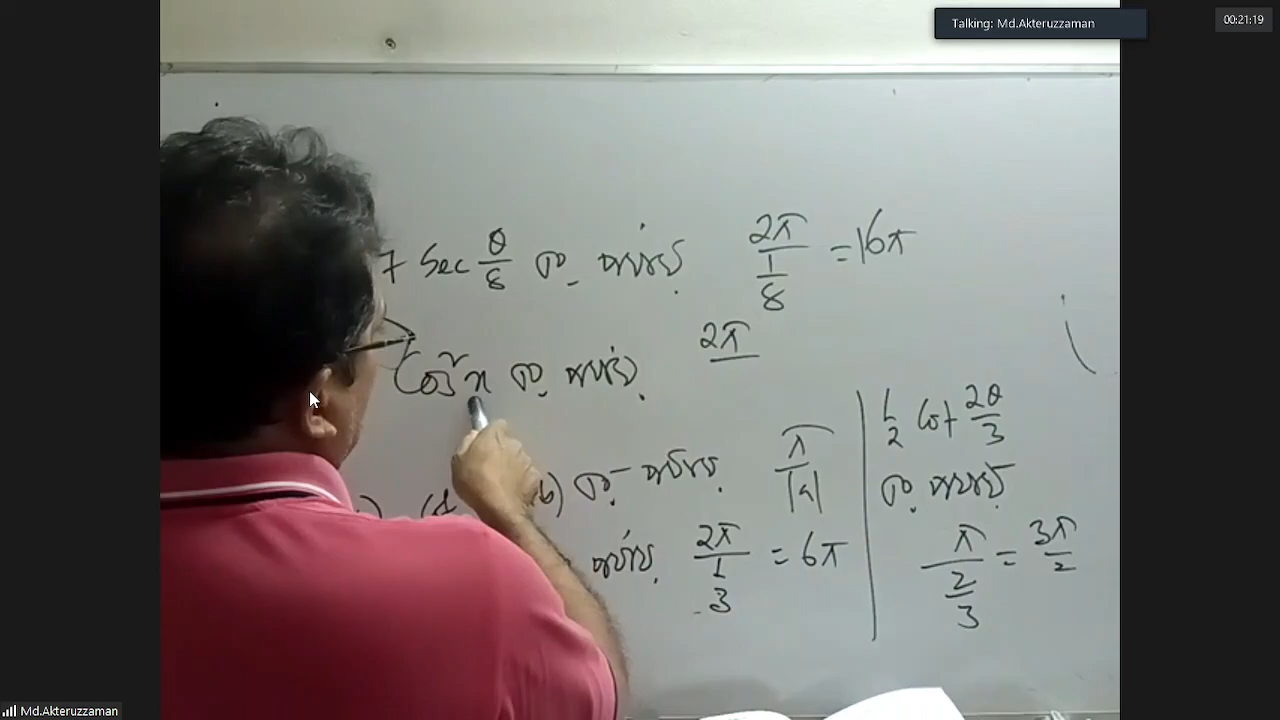 Talking: Md.Akteruzzaman
00:21:19
7 Sec θ/8 এর পর্যায় 2π/(1/8) = 16π
Cos²x এর পর্যায় 2π
এর পর্যায় π/|a|
পর্যায় 2π/(1/3) = 6π
1/2 Cot 2θ/3
এর পর্যায়
π/(2/3) = 3π/2
Md.Akteruzzaman